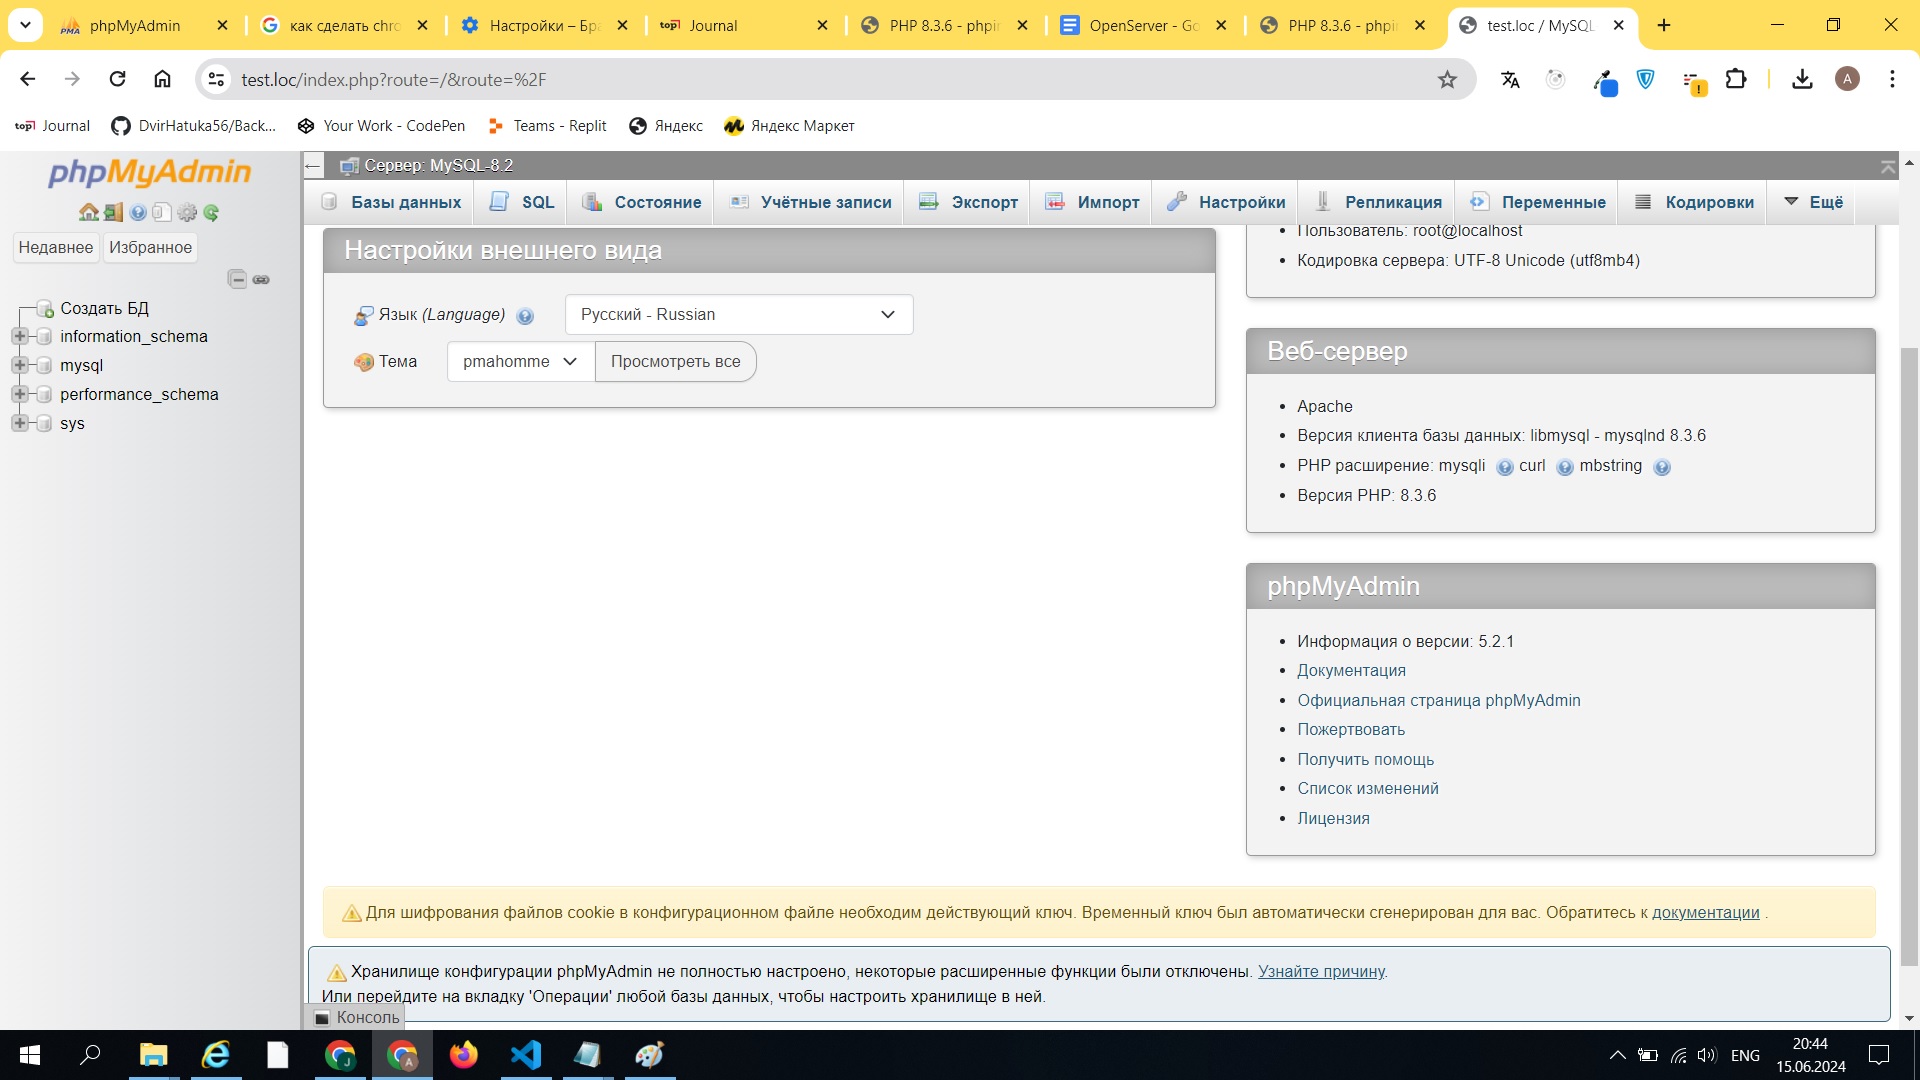 phpMyAdmin
как сделать chro
Настройки – Бра
Journal
PHP 8.3.6 - phpin
OpenServer - Go
PHP 8.3.6 - phpin
test.loc / MySQL
test.loc/index.php?route=/&route=%2F
A
Journal
DvirHatuka56/Back...
Your Work - CodePen
Teams - Replit
Яндекс
Яндекс Маркет
phpMyAdmin
Недавнее
Избранное
Создать БД
information_schema
mysql
performance_schema
sys
Сервер: MySQL-8.2
Базы данных
SQL
Состояние
Учётные записи
Экспорт
Импорт
Настройки
Репликация
Переменные
Кодировки
Ещё
Настройки внешнего вида
Язык (Language)
Русский - Russian
Тема
pmahomme
Просмотреть все
Пользователь: root@localhost
Кодировка сервера: UTF-8 Unicode (utf8mb4)
Веб-сервер
Apache
Версия клиента базы данных: libmysql - mysqlnd 8.3.6
PHP расширение: mysqli curl mbstring
Версия PHP: 8.3.6
phpMyAdmin
Информация о версии: 5.2.1
Документация
Официальная страница phpMyAdmin
Пожертвовать
Получить помощь
Список изменений
Лицензия
Для шифрования файлов cookie в конфигурационном файле необходим действующий ключ. Временный ключ был автоматически сгенерирован для вас. Обратитесь к документации .
Хранилище конфигурации phpMyAdmin не полностью настроено, некоторые расширенные функции были отключены. Узнайте причину.
Или перейдите на вкладку 'Операции' любой базы данных, чтобы настроить хранилище в ней.
Консоль
ENG
20:44
15.06.2024